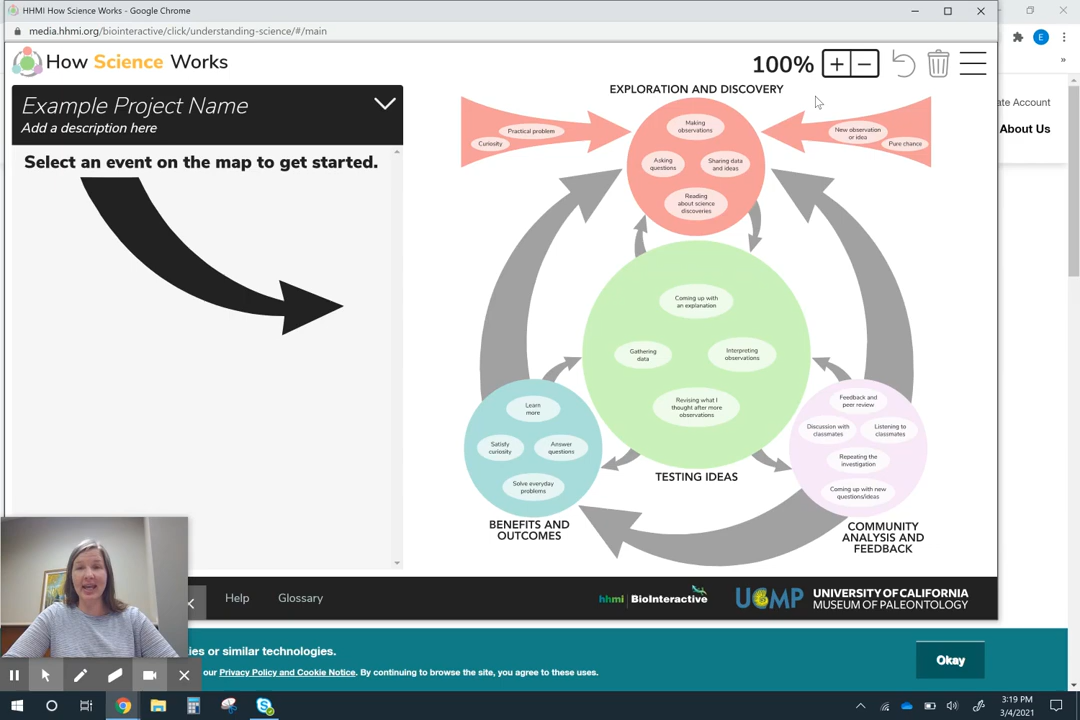 HHMI How Science Works - Google Chrome
media.hhmi.org/biointeractive/click/understanding-science/#/main
How Science Works
100%
Example Project Name
Add a description here
Select an event on the map to get started.
EXPLORATION AND DISCOVERY
Practical problem
Curiosity
Making
observations
Asking
questions
Sharing data
and ideas
Reading
about science
discoveries
New observation
or idea
Pure chance
Coming up with
an explanation
Gathering
data
Interpreting
observations
Revising what I
thought after more
observations
TESTING IDEAS
Learn
more
Satisfy
curiosity
Answer
questions
Solve everyday
problems
BENEFITS AND
OUTCOMES
Feedback and
peer review
Discussion with
classmates
Listening to
classmates
Repeating the
investigation
Coming up with new
questions/ideas
COMMUNITY
ANALYSIS AND
FEEDBACK
E
ate Account
About Us
Help
Glossary
hhmi | BioInteractive
UCMP
UNIVERSITY OF CALIFORNIA
MUSEUM OF PALEONTOLOGY
ies or similar technologies.
our Privacy Policy and Cookie Notice. By continuing to browse the site, you agree to these uses.
Okay
3:19 PM
3/4/2021